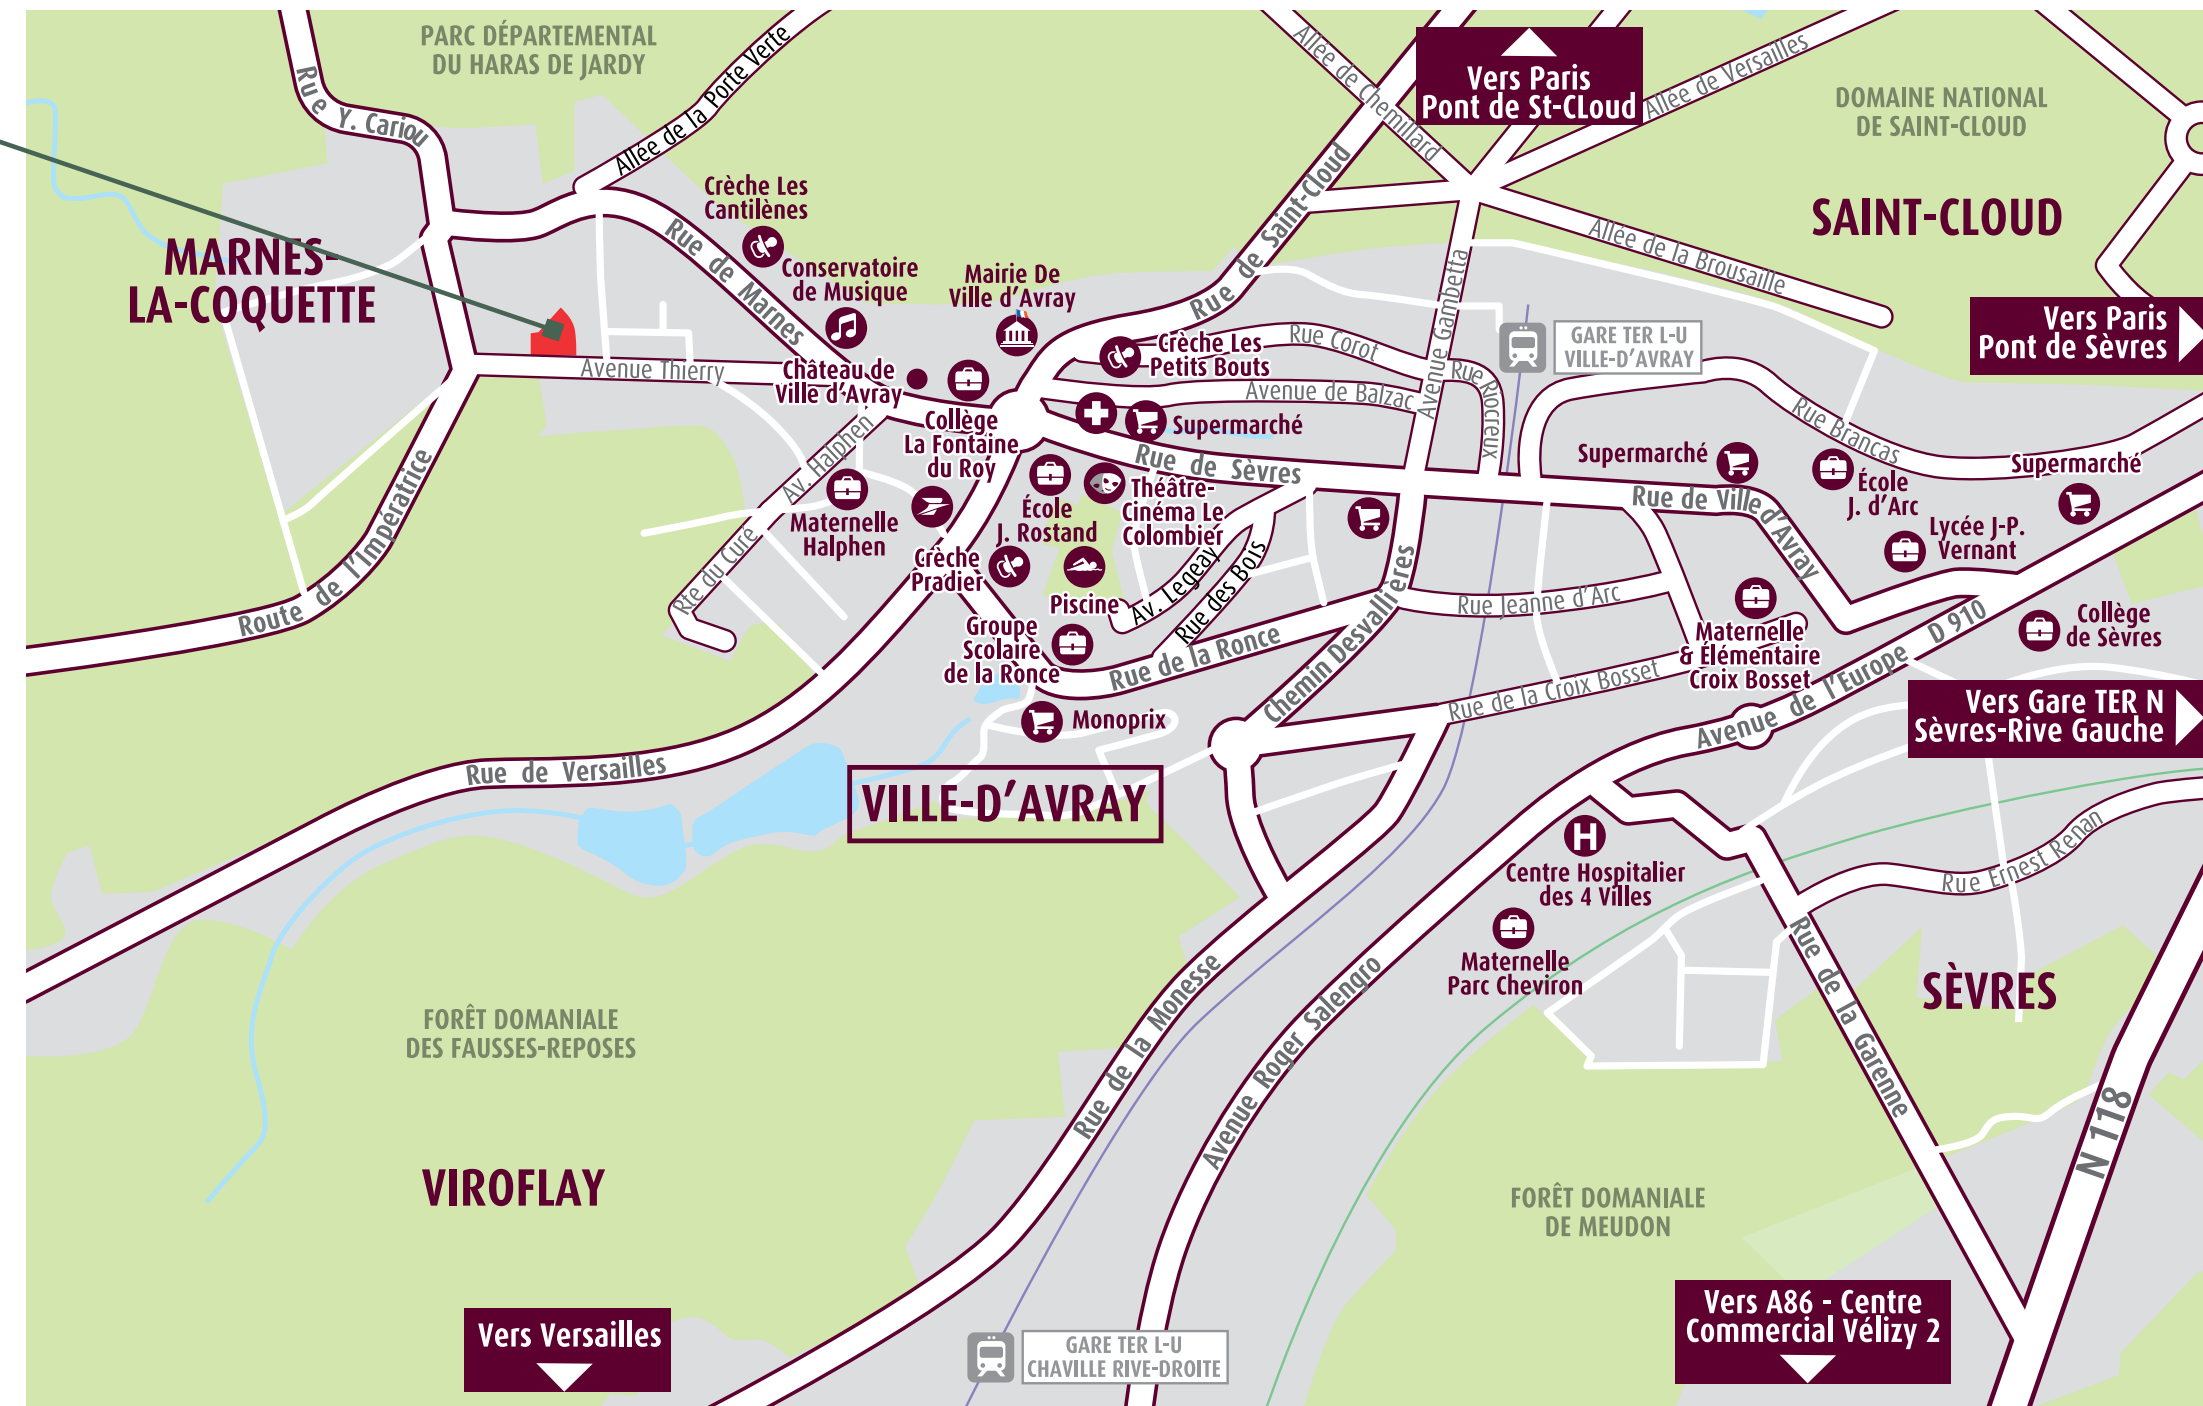 PARC DÉPARTEMENTAL
DU HARAS DE JARDY
Rue Y. Cariou
Allée de la Porte Verte
Allée de Chemillard
Vers Paris
Pont de St-CLoud
Allée de Versailles
DOMAINE NATIONAL
DE SAINT-CLOUD
SAINT-CLOUD
Allée de la Brousaille
Vers Paris
Pont de Sèvres
MARNES-
LA-COQUETTE
Crèche Les
Cantilènes
Rue de Marnes
Conservatoire
de Musique
Mairie De
Ville d'Avray
Rue de Saint-Cloud
Crèche Les
Petits Bouts
Rue Corot
Avenue Gambetta
Rue Riocreux
GARE TER L-U
VILLE-D'AVRAY
Avenue Thierry
Château de
Ville d'Avray
Avenue de Balzac
Rue Brancas
Collège
La Fontaine
du Roy
Supermarché
Rue de Sèvres
Supermarché
Supermarché
École
J. d'Arc
Rue de Ville d'Avray
Av. Halphen
Maternelle
Halphen
Rte du Curé
École
J. Rostand
Théâtre-
Cinéma Le
Colombier
Lycée J-P.
Vernant
Crèche
Pradier
Piscine
Av. Legeay
Rue des Bois
Chemin Desvallières
Rue Jeanne d'Arc
Route de l'Impératrice
Groupe
Scolaire
de la Ronce
Rue de la Ronce
Maternelle
& Élémentaire
Croix Bosset
D 910
Collège
de Sèvres
Rue de la Croix Bosset
Avenue de l'Europe
Monoprix
Vers Gare TER N
Sèvres-Rive Gauche
Rue de Versailles
VILLE-D'AVRAY
H
Centre Hospitalier
des 4 Villes
Rue Ernest Renan
Maternelle
Parc Cheviron
Rue de la Garenne
SÈVRES
FORÊT DOMANIALE
DES FAUSSES-REPOSES
Rue de la Monesse
Avenue Roger Salengro
N 118
VIROFLAY
FORÊT DOMANIALE
DE MEUDON
Vers Versailles
GARE TER L-U
CHAVILLE RIVE-DROITE
Vers A86 - Centre
Commercial Vélizy 2